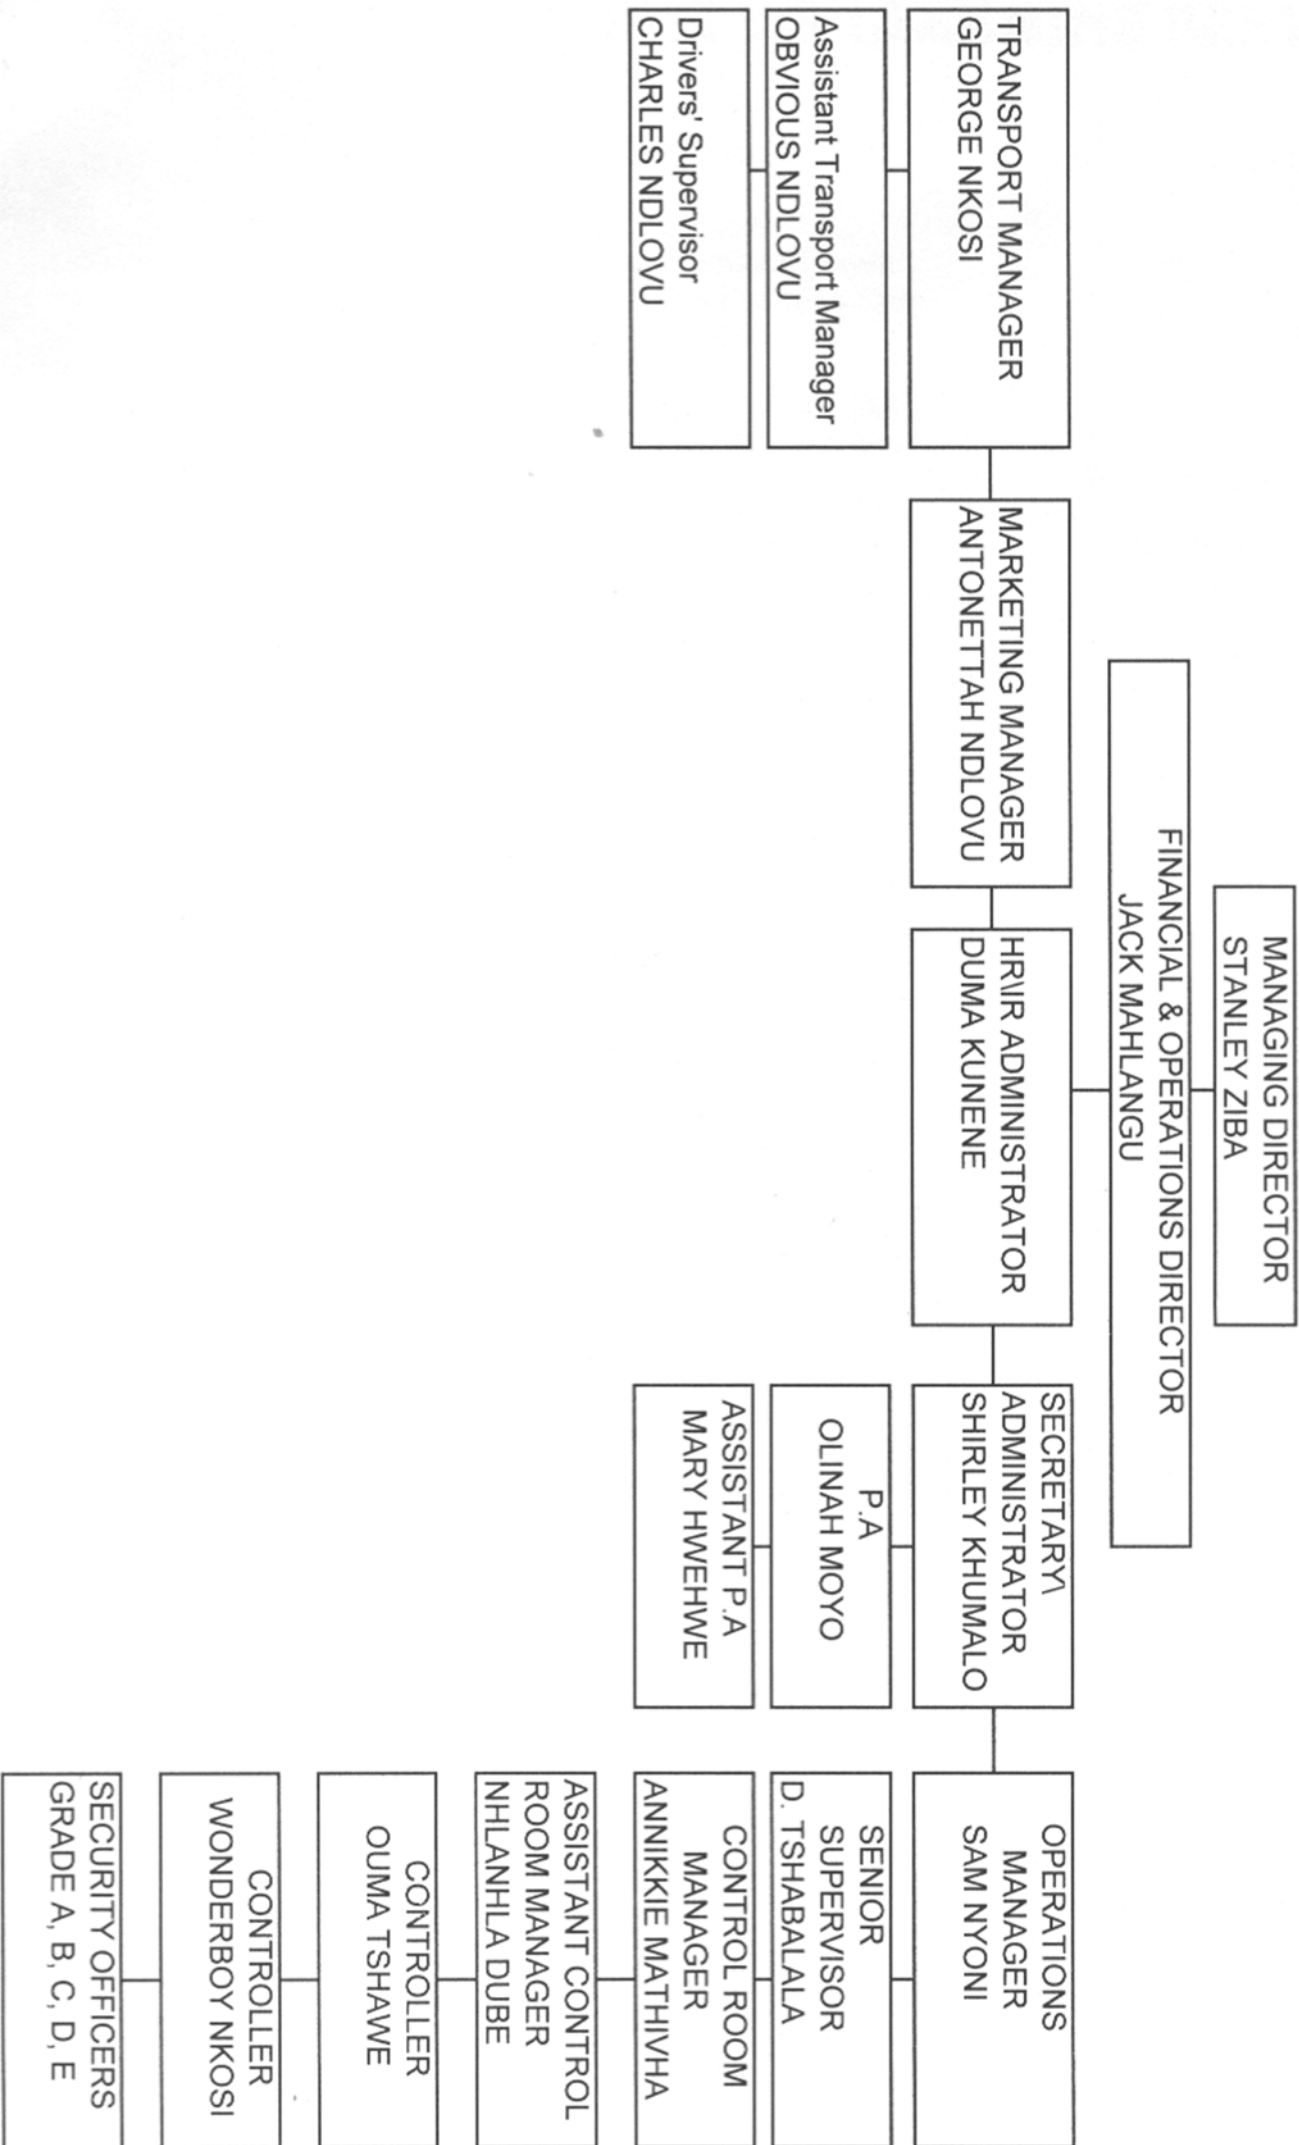 MANAGING DIRECTOR
STANLEY ZIBA
FINANCIAL & OPERATIONS DIRECTOR
JACK MAHLANGU
TRANSPORT MANAGER
GEORGE NKOSI
Assistant Transport Manager
OBVIOUS NDLOVU
Drivers' Supervisor
CHARLES NDLOVU
MARKETING MANAGER
ANTONETTAH NDLOVU
HR\IR ADMINISTRATOR
DUMA KUNENE
SECRETARY\
ADMINISTRATOR
SHIRLEY KHUMALO
P.A
OLINAH MOYO
ASSISTANT P.A
MARY HWEHWE
OPERATIONS
MANAGER
SAM NYONI
SENIOR
SUPERVISOR
D. TSHABALALA
CONTROL ROOM
MANAGER
ANNIKKIE MATHIVHA
ASSISTANT CONTROL
ROOM MANAGER
NHLANHLA DUBE
CONTROLLER
OUMA TSHAWE
CONTROLLER
WONDERBOY NKOSI
SECURITY OFFICERS
GRADE A, B, C, D, E